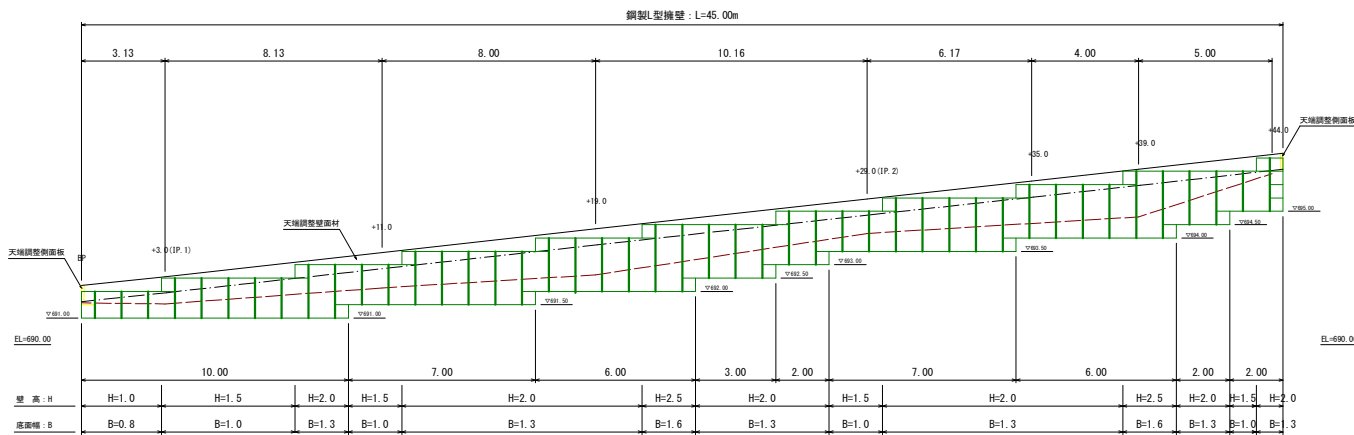 鋼製L型擁壁：L=45.00m
3.13 8.13 8.00 10.16 6.17 4.00 5.00
天端調整側面板
+44.0
+39.0
+35.0
+29.0(IP.2)
+19.0
天端調整壁面材
+11.0
+3.0(IP.1)
天端調整側面板
BP
▽691.00 ▽691.00 ▽691.50 ▽692.00 ▽692.50 ▽693.00 ▽693.50 ▽694.00 ▽694.50 ▽695.00
EL=690.00 EL=690.00
10.00 7.00 6.00 3.00 2.00 7.00 6.00 2.00 2.00
壁 高：H H=1.0 H=1.5 H=2.0 H=1.5 H=2.0 H=2.5 H=2.0 H=1.5 H=2.0 H=2.5 H=2.0 H=1.5 H=2.0
底面幅：B B=0.8 B=1.0 B=1.3 B=1.0 B=1.3 B=1.6 B=1.3 B=1.0 B=1.3 B=1.6 B=1.3 B=1.0 B=1.3